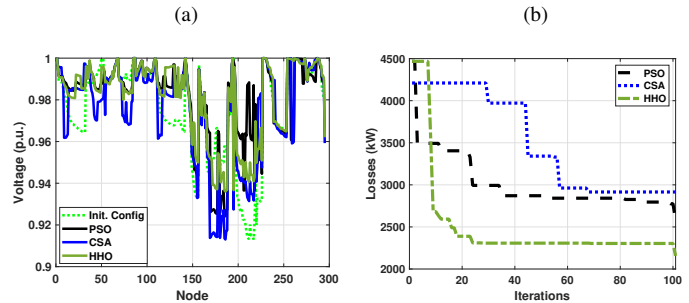 (a)
(b)
1
0.98
0.96
0.94
0.92
0.9
Voltage (p.u.)
Init. Config
PSO
CSA
HHO
0
50
100
150
200
250
300
Node
4500
4000
3500
3000
2500
2000
Losses (kW)
PSO
CSA
HHO
0
20
40
60
80
100
Iterations